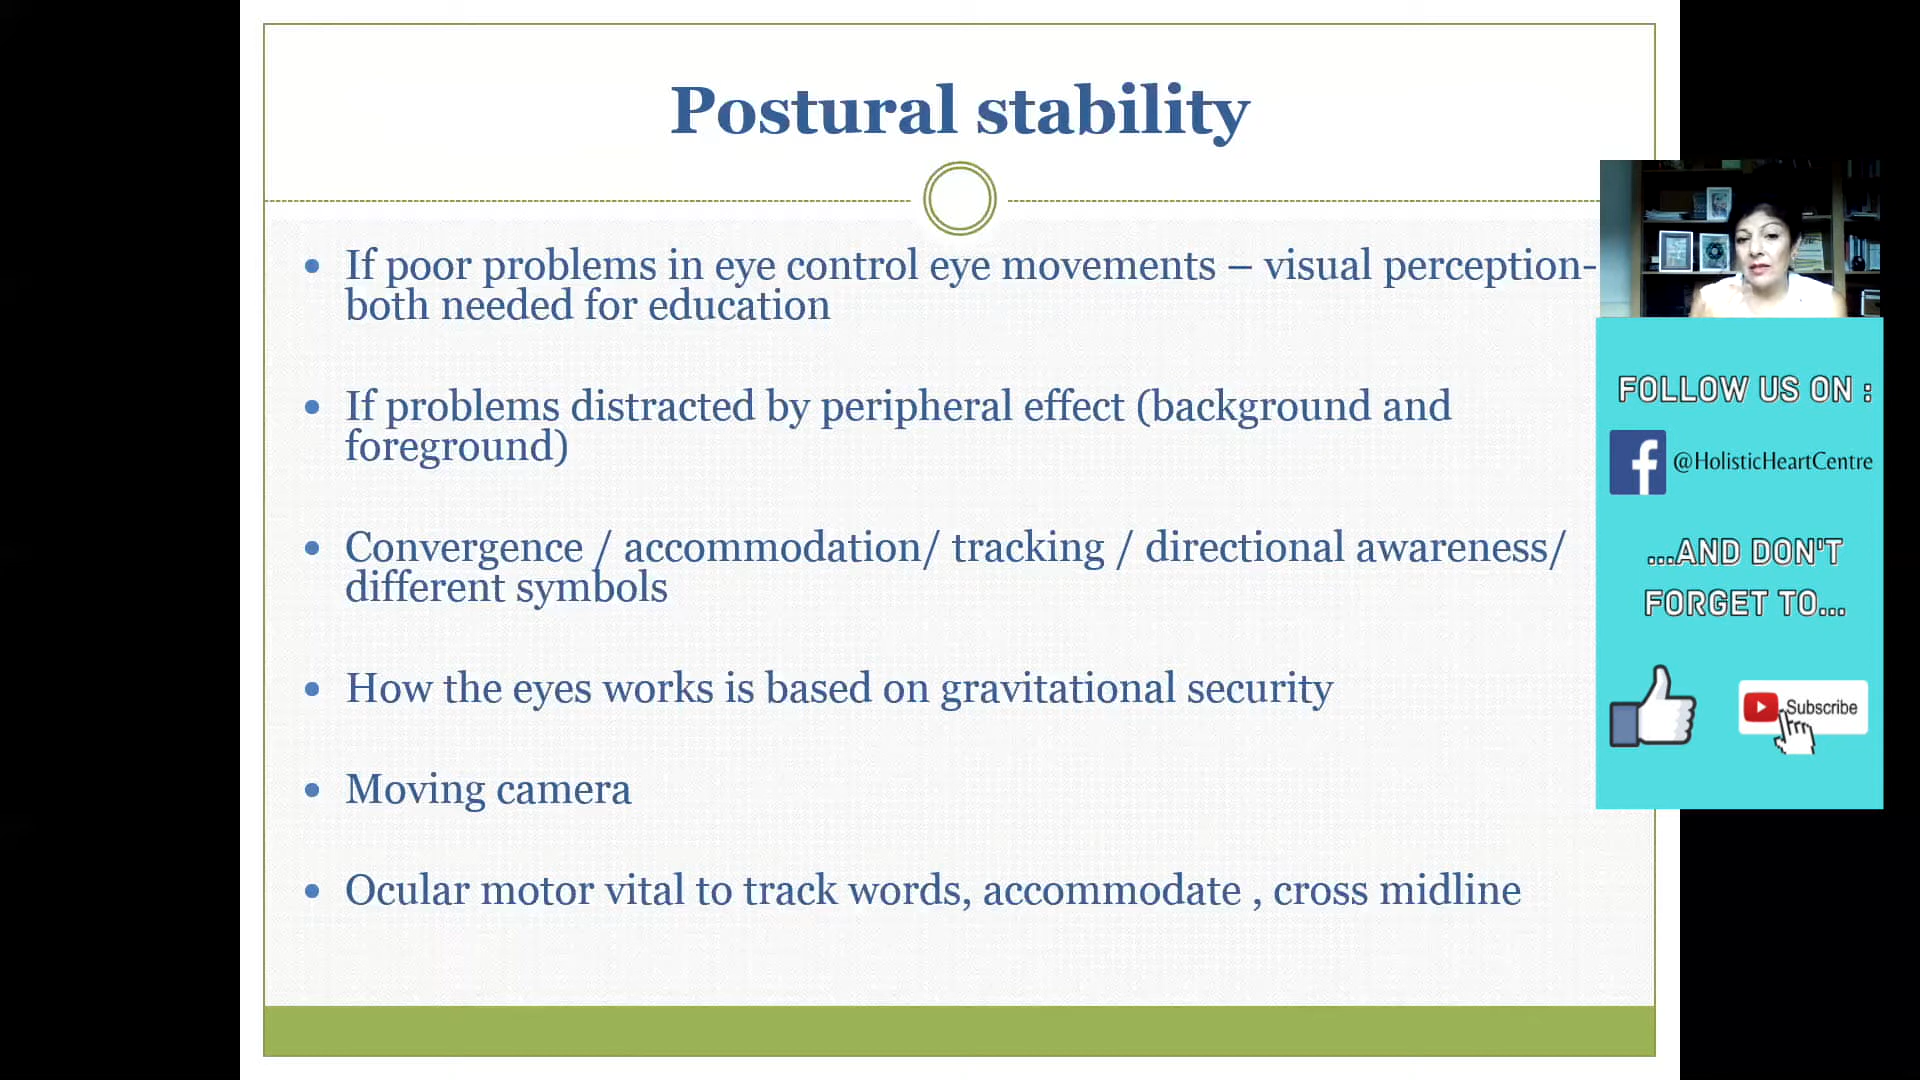 Postural stability
• If poor problems in eye control eye movements – visual perception-
both needed for education
• If problems distracted by peripheral effect (background and
foreground)
• Convergence / accommodation/ tracking / directional awareness/
different symbols
• How the eyes works is based on gravitational security
• Moving camera
• Ocular motor vital to track words, accommodate , cross midline
FOLLOW US ON :
@HolisticHeartCentre
...AND DON'T
FORGET TO...
Subscribe